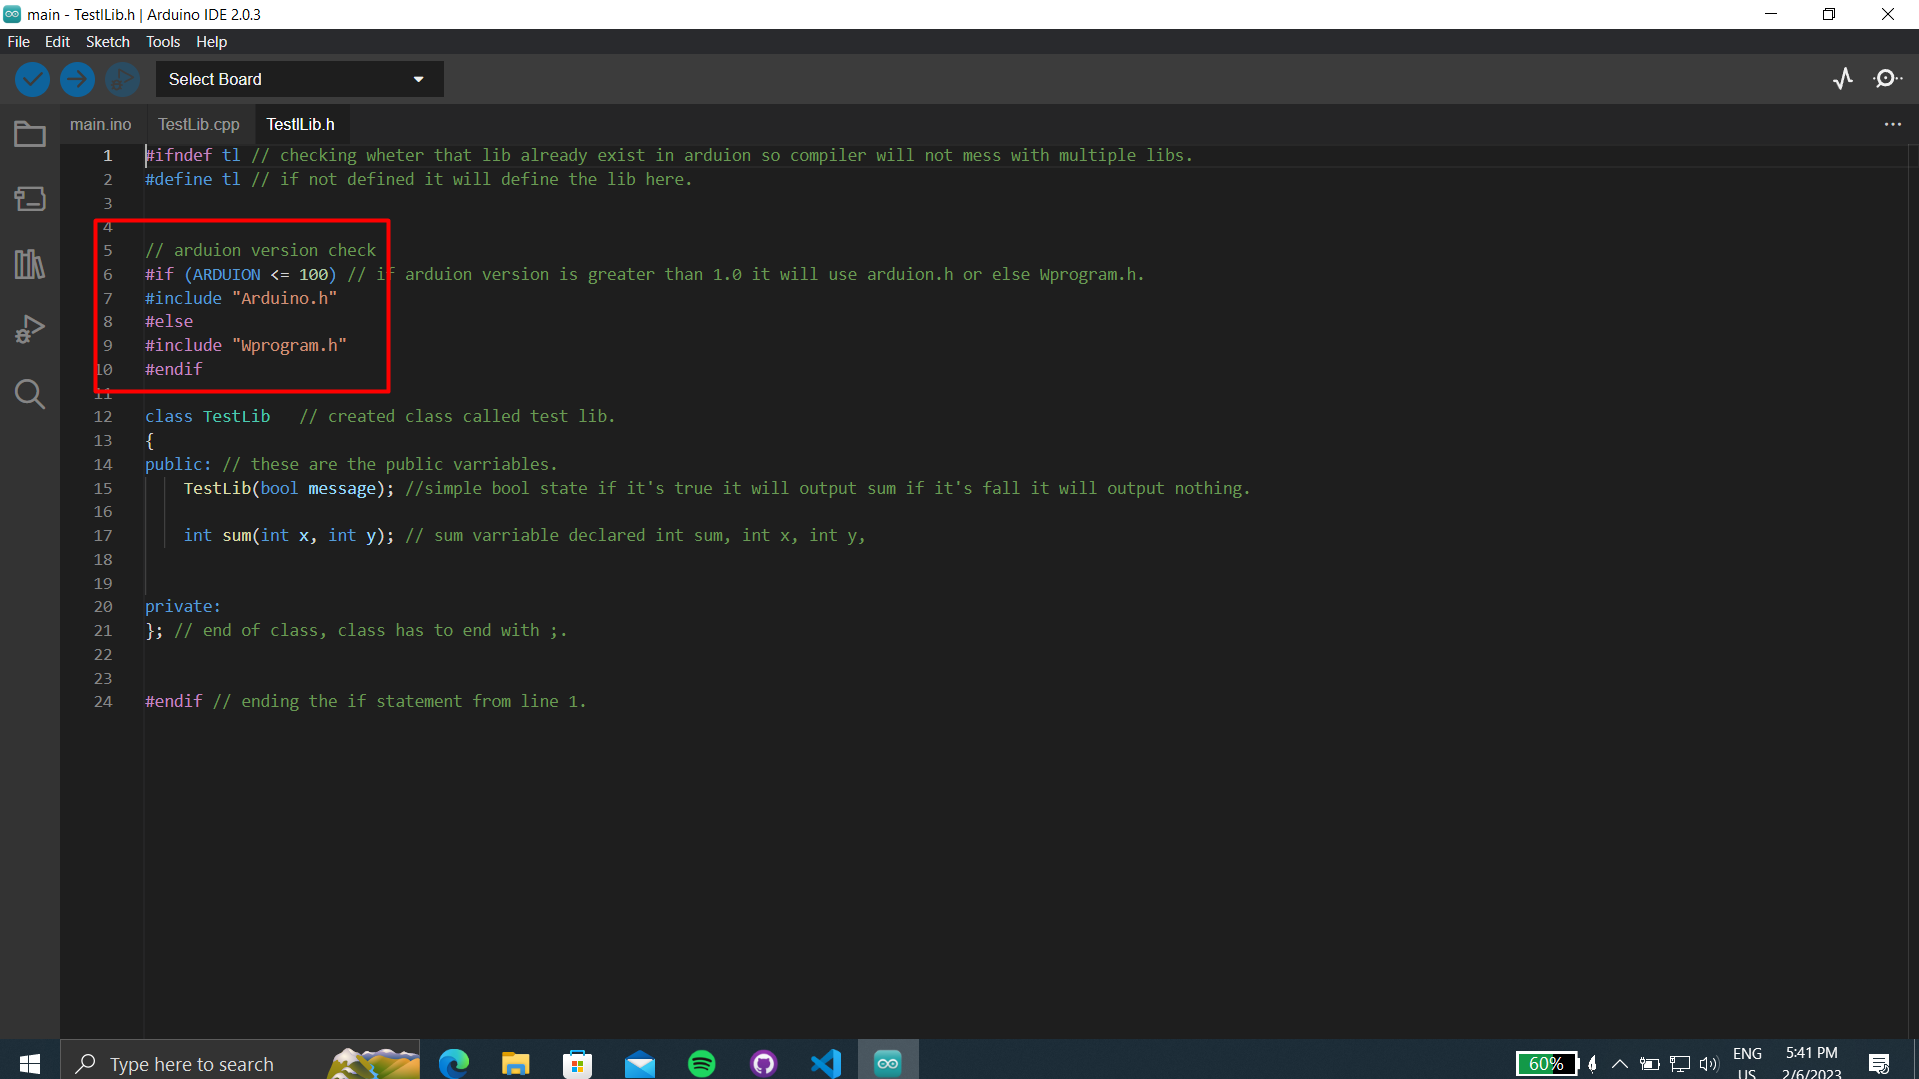 main - TestlLib.h | Arduino IDE 2.0.3
File Edit Sketch Tools Help
Select Board
main.ino TestLib.cpp TestlLib.h
1 #ifndef tl // checking wheter that lib already exist in arduion so compiler will not mess with multiple libs.
2 #define tl // if not defined it will define the lib here.
3
4
5 // arduion version check
6 #if (ARDUION <= 100) // if arduion version is greater than 1.0 it will use arduion.h or else Wprogram.h.
7 #include "Arduino.h"
8 #else
9 #include "Wprogram.h"
10 #endif
11
12 class TestLib // created class called test lib.
13 {
14 public: // these are the public varriables.
15 TestLib(bool message); //simple bool state if it's true it will output sum if it's fall it will output nothing.
16
17 int sum(int x, int y); // sum varriable declared int sum, int x, int y,
18
19
20 private:
21 }; // end of class, class has to end with ;.
22
23
24 #endif // ending the if statement from line 1.
Type here to search
60%
ENG
US
5:41 PM
2/6/2023